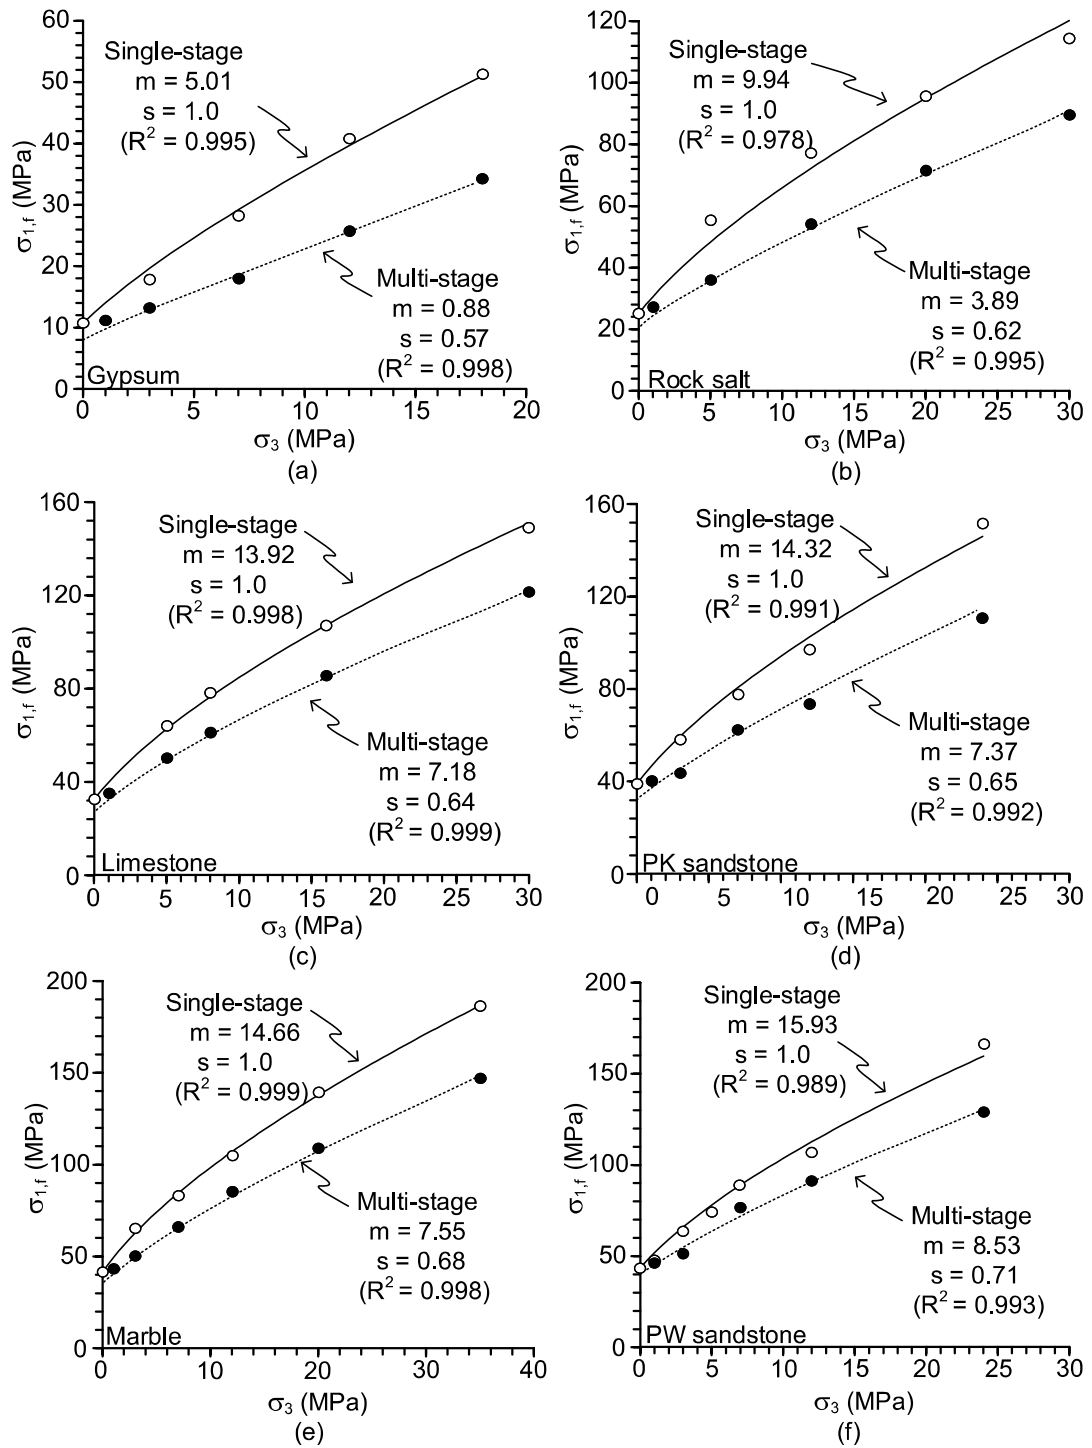 60
50
40
30
20
10
0
σ1,f (MPa)
Single-stage
m = 5.01
s = 1.0
(R² = 0.995)
Multi-stage
m = 0.88
s = 0.57
(R² = 0.998)
Gypsum
0 5 10 15 20
σ3 (MPa)
(a)
120
100
80
60
40
20
0
σ1,f (MPa)
Single-stage
m = 9.94
s = 1.0
(R² = 0.978)
Multi-stage
m = 3.89
s = 0.62
(R² = 0.995)
Rock salt
0 5 10 15 20 25 30
σ3 (MPa)
(b)
160
120
80
40
0
σ1,f (MPa)
Single-stage
m = 13.92
s = 1.0
(R² = 0.998)
Multi-stage
m = 7.18
s = 0.64
(R² = 0.999)
Limestone
0 5 10 15 20 25 30
σ3 (MPa)
(c)
160
120
80
40
0
σ1,f (MPa)
Single-stage
m = 14.32
s = 1.0
(R² = 0.991)
Multi-stage
m = 7.37
s = 0.65
(R² = 0.992)
PK sandstone
0 5 10 15 20 25 30
σ3 (MPa)
(d)
200
150
100
50
0
σ1,f (MPa)
Single-stage
m = 14.66
s = 1.0
(R² = 0.999)
Multi-stage
m = 7.55
s = 0.68
(R² = 0.998)
Marble
0 10 20 30 40
σ3 (MPa)
(e)
200
150
100
50
0
σ1,f (MPa)
Single-stage
m = 15.93
s = 1.0
(R² = 0.989)
Multi-stage
m = 8.53
s = 0.71
(R² = 0.993)
PW sandstone
0 5 10 15 20 25 30
σ3 (MPa)
(f)